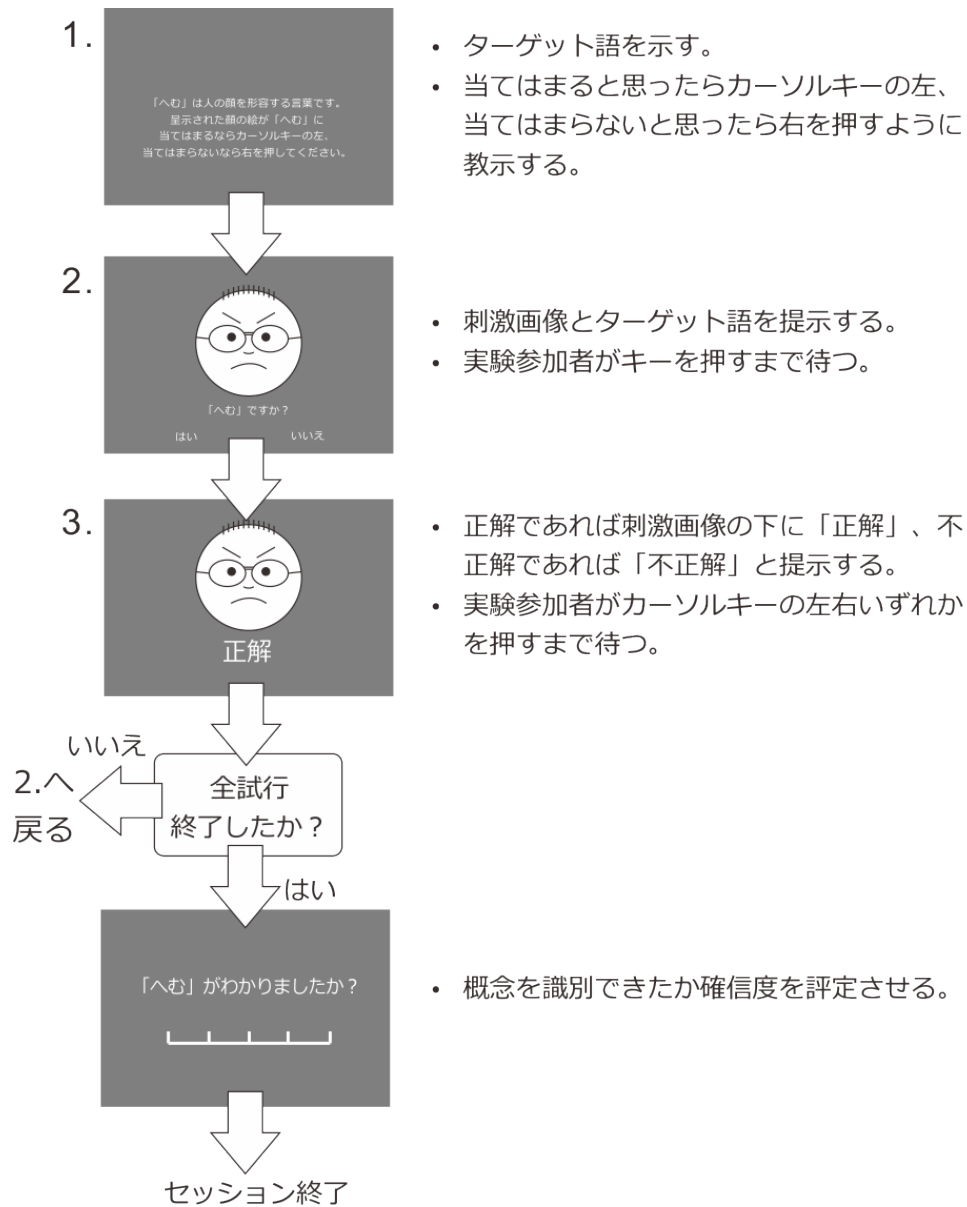 1.
「へむ」は人の顔を形容する言葉です。
呈示された顔の絵が「へむ」に
当てはまるならカーソルキーの左、
当てはまらないなら右を押してください。
• ターゲット語を示す。
• 当てはまると思ったらカーソルキーの左、
当てはまらないと思ったら右を押すように
教示する。
2.
「へむ」ですか?
はい いいえ
• 刺激画像とターゲット語を提示する。
• 実験参加者がキーを押すまで待つ。
3.
正解
• 正解であれば刺激画像の下に「正解」、不
正解であれば「不正解」と提示する。
• 実験参加者がカーソルキーの左右いずれか
を押すまで待つ。
いいえ
2.へ
戻る
全試行
終了したか?
はい
「へむ」がわかりましたか?
• 概念を識別できたか確信度を評定させる。
セッション終了